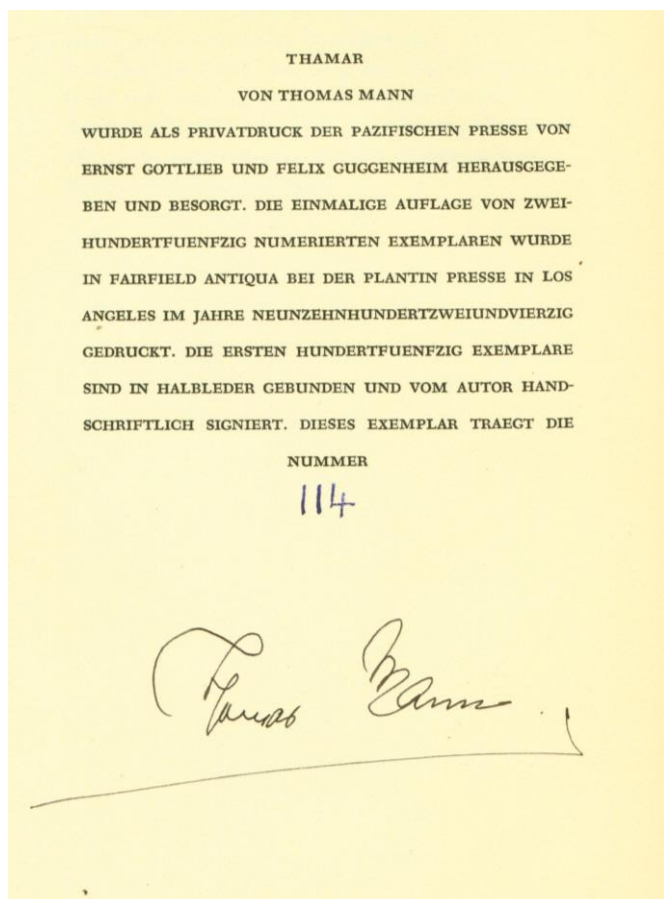 THAMAR
VON THOMAS MANN
WURDE ALS PRIVATDRUCK DER PAZIFISCHEN PRESSE VON
ERNST GOTTLIEB UND FELIX GUGGENHEIM HERAUSGEGE-
BEN UND BESORGT. DIE EINMALIGE AUFLAGE VON ZWEI-
HUNDERTFUENFZIG NUMERIERTEN EXEMPLAREN WURDE
IN FAIRFIELD ANTIQUA BEI DER PLANTIN PRESSE IN LOS
ANGELES IM JAHRE NEUNZEHNHUNDERTZWEIUNDVIERZIG
GEDRUCKT. DIE ERSTEN HUNDERTFUENFZIG EXEMPLARE
SIND IN HALBLEDER GEBUNDEN UND VOM AUTOR HAND-
SCHRIFTLICH SIGNIERT. DIESES EXEMPLAR TRAEGT DIE
NUMMER
114
Thomas Mann